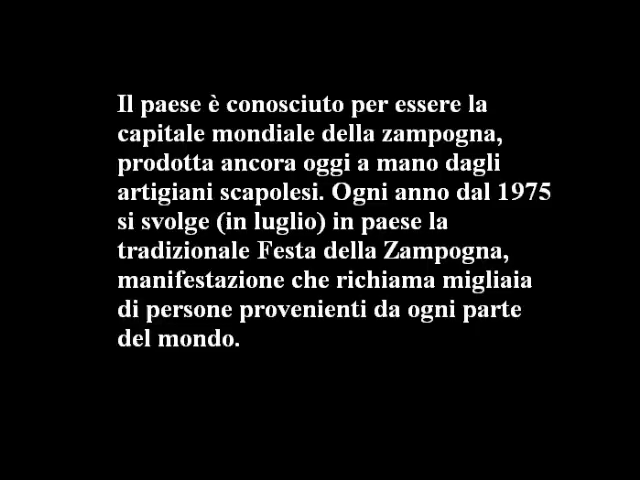 Il paese è conosciuto per essere la
capitale mondiale della zampogna,
prodotta ancora oggi a mano dagli
artigiani scapolesi. Ogni anno dal 1975
si svolge (in luglio) in paese la
tradizionale Festa della Zampogna,
manifestazione che richiama migliaia
di persone provenienti da ogni parte
del mondo.